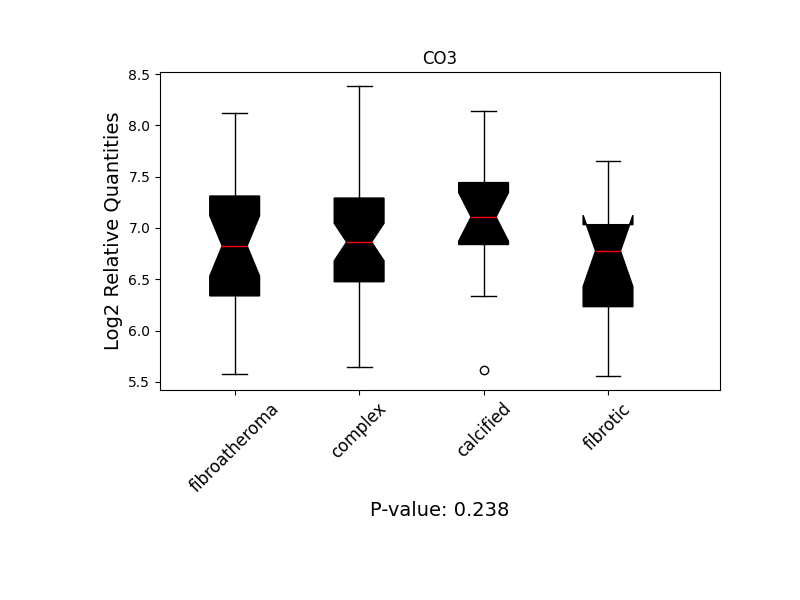 CO3
Log2 Relative Quantities
8.5
8.0
7.5
7.0
6.5
6.0
5.5
fibroatheroma
complex
calcified
fibrotic
P-value: 0.238